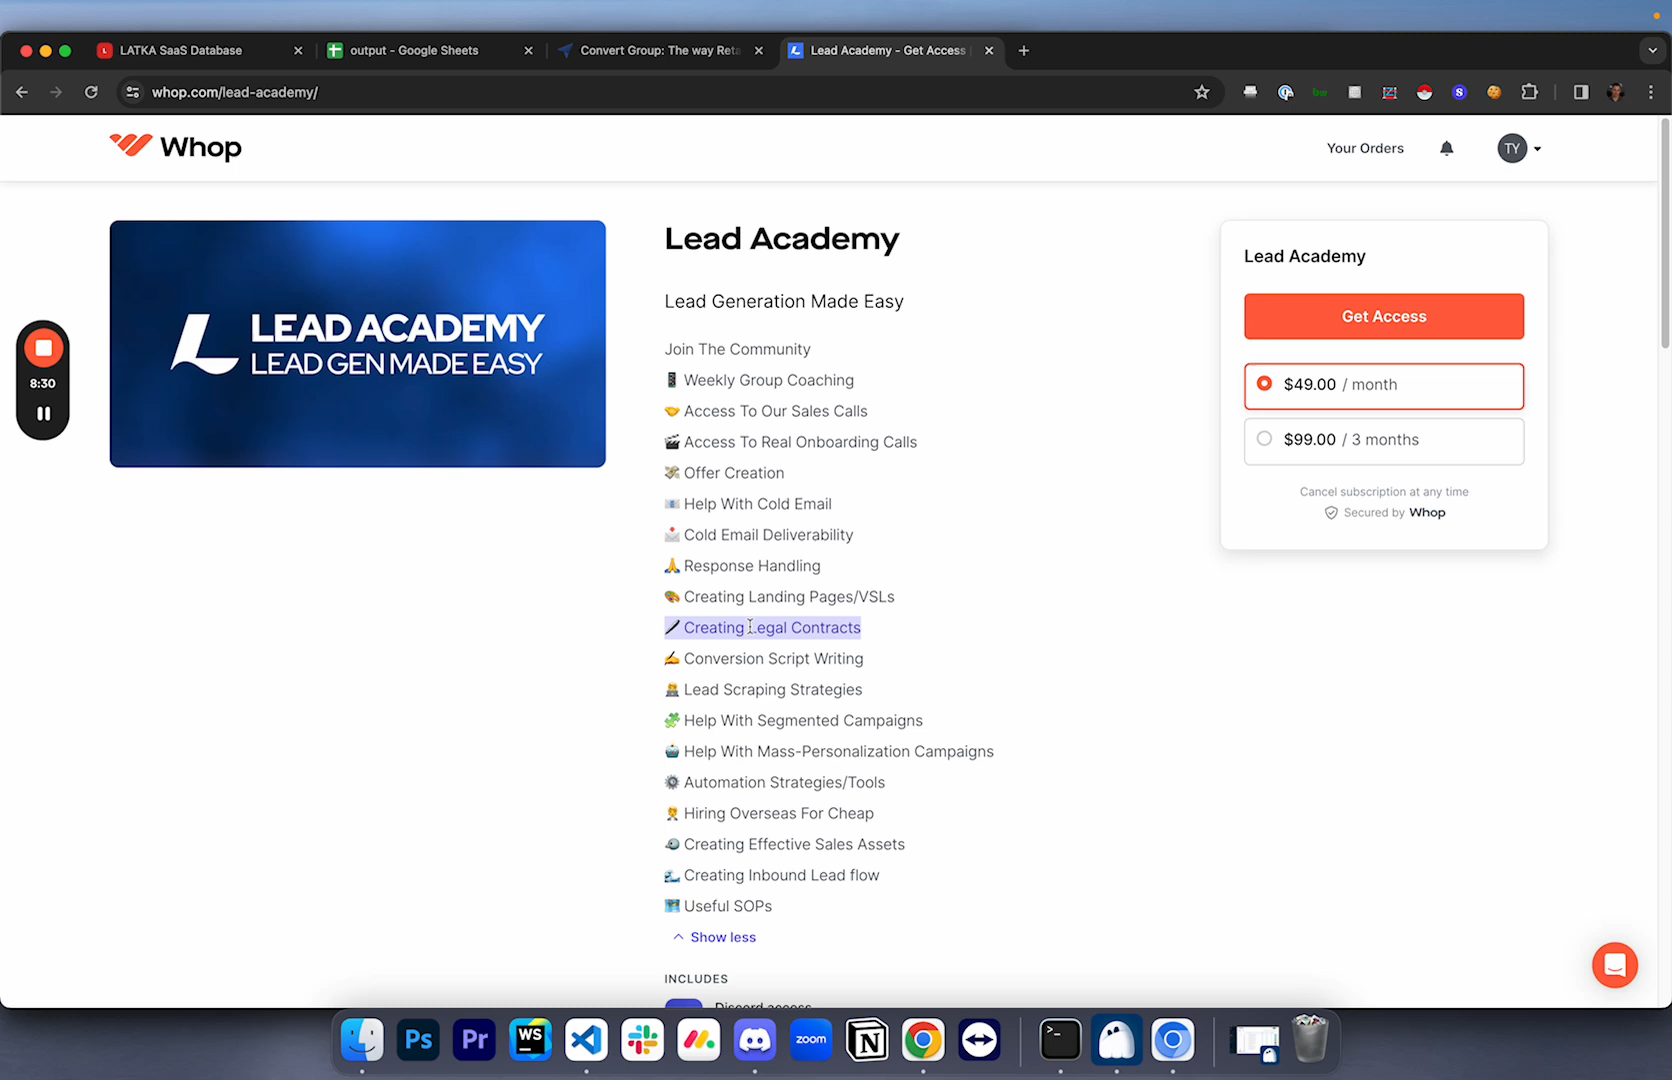 LATKA SaaS Database
output - Google Sheets
Convert Group: The way Reta
Lead Academy - Get Access
whop.com/lead-academy/
Whop
Your Orders
TY
LEAD ACADEMY
LEAD GEN MADE EASY
8:30
Lead Academy
Lead Generation Made Easy
Join The Community
📱 Weekly Group Coaching
🤝 Access To Our Sales Calls
🎬 Access To Real Onboarding Calls
💸 Offer Creation
📧 Help With Cold Email
📩 Cold Email Deliverability
🙏 Response Handling
🎨 Creating Landing Pages/VSLs
🖊 Creating Legal Contracts
✍ Conversion Script Writing
Lead Scraping Strategies
🧩 Help With Segmented Campaigns
🤖 Help With Mass-Personalization Campaigns
⚙ Automation Strategies/Tools
Hiring Overseas For Cheap
Creating Effective Sales Assets
🌊 Creating Inbound Lead flow
🗺 Useful SOPs
Show less
INCLUDES
Discord access
Lead Academy
Get Access
$49.00 / month
$99.00 / 3 months
Cancel subscription at any time
Secured by Whop
Ps
Pr
WS
zoom